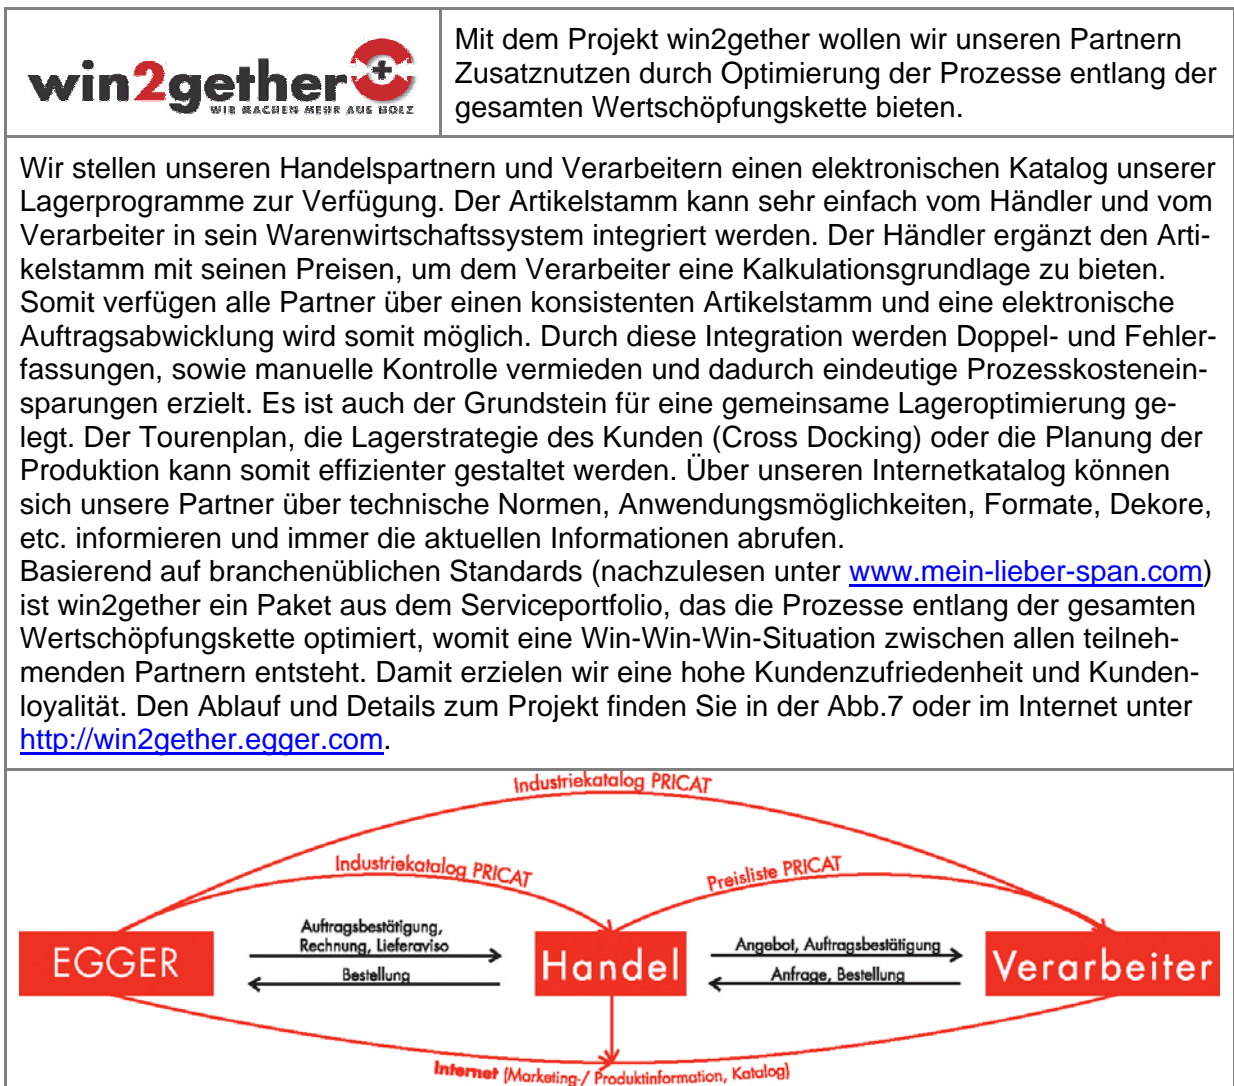 win2gether
WIR MACHEN MEHR AUS HOLZ
Mit dem Projekt win2gether wollen wir unseren Partnern
Zusatznutzen durch Optimierung der Prozesse entlang der
gesamten Wertschöpfungskette bieten.
Wir stellen unseren Handelspartnern und Verarbeitern einen elektronischen Katalog unserer
Lagerprogramme zur Verfügung. Der Artikelstamm kann sehr einfach vom Händler und vom
Verarbeiter in sein Warenwirtschaftssystem integriert werden. Der Händler ergänzt den Arti-
kelstamm mit seinen Preisen, um dem Verarbeiter eine Kalkulationsgrundlage zu bieten.
Somit verfügen alle Partner über einen konsistenten Artikelstamm und eine elektronische
Auftragsabwicklung wird somit möglich. Durch diese Integration werden Doppel- und Fehler-
fassungen, sowie manuelle Kontrolle vermieden und dadurch eindeutige Prozesskostenein-
sparungen erzielt. Es ist auch der Grundstein für eine gemeinsame Lageroptimierung ge-
legt. Der Tourenplan, die Lagerstrategie des Kunden (Cross Docking) oder die Planung der
Produktion kann somit effizienter gestaltet werden. Über unseren Internetkatalog können
sich unsere Partner über technische Normen, Anwendungsmöglichkeiten, Formate, Dekore,
etc. informieren und immer die aktuellen Informationen abrufen.
Basierend auf branchenüblichen Standards (nachzulesen unter www.mein-lieber-span.com)
ist win2gether ein Paket aus dem Serviceportfolio, das die Prozesse entlang der gesamten
Wertschöpfungskette optimiert, womit eine Win-Win-Win-Situation zwischen allen teilneh-
menden Partnern entsteht. Damit erzielen wir eine hohe Kundenzufriedenheit und Kunden-
loyalität. Den Ablauf und Details zum Projekt finden Sie in der Abb.7 oder im Internet unter
http://win2gether.egger.com.
Industriekatalog PRICAT
Industriekatalog PRICAT
Preisliste PRICAT
EGGER
Auftragsbestätigung,
Rechnung, Lieferaviso
Bestellung
Handel
Angebot, Auftragsbestätigung
Anfrage, Bestellung
Verarbeiter
Internet (Marketing-/ Produktinformation, Katalog)